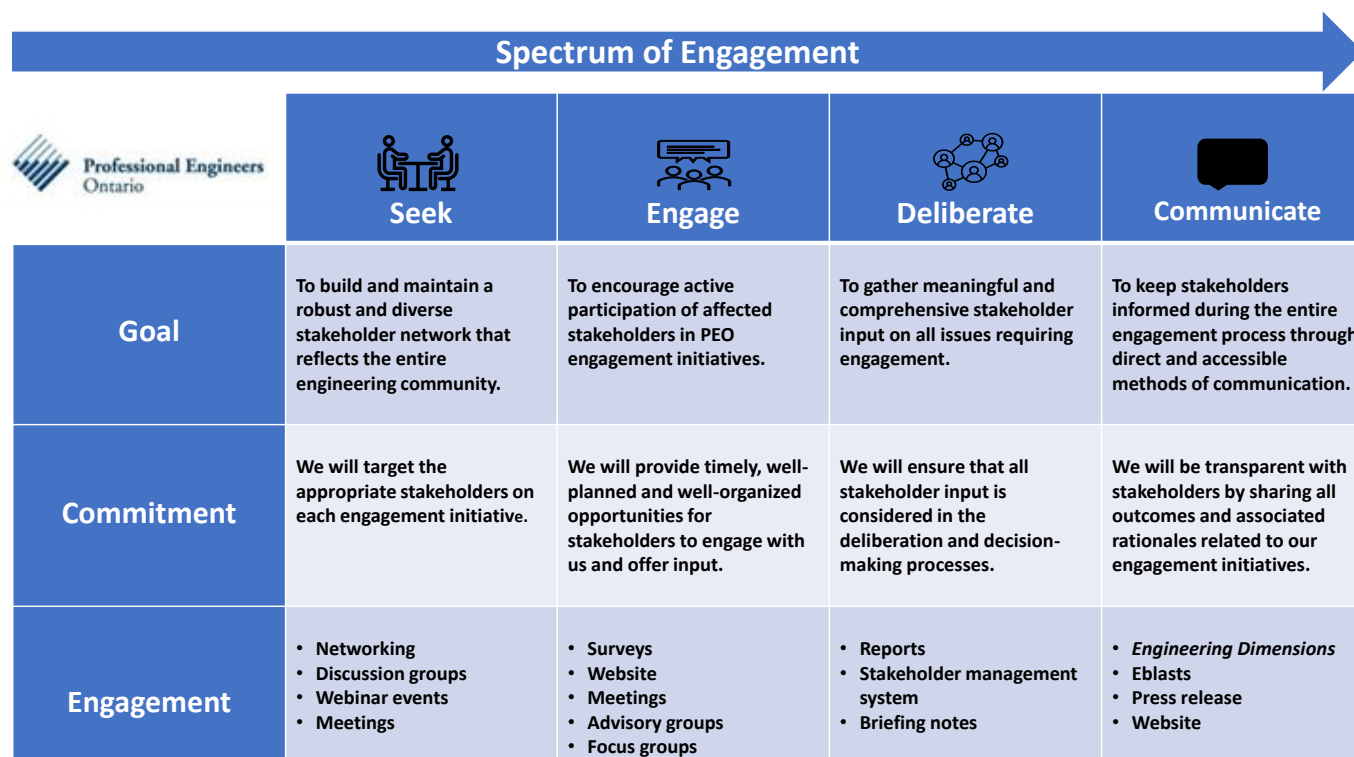 Spectrum of Engagement
Professional Engineers
Ontario
Seek
Engage
Deliberate
Communicate
Goal
To build and maintain a
robust and diverse
stakeholder network that
reflects the entire
engineering community.
To encourage active
participation of affected
stakeholders in PEO
engagement initiatives.
To gather meaningful and
comprehensive stakeholder
input on all issues requiring
engagement.
To keep stakeholders
informed during the entire
engagement process through
direct and accessible
methods of communication.
Commitment
We will target the
appropriate stakeholders on
each engagement initiative.
We will provide timely, well-
planned and well-organized
opportunities for
stakeholders to engage with
us and offer input.
We will ensure that all
stakeholder input is
considered in the
deliberation and decision-
making processes.
We will be transparent with
stakeholders by sharing all
outcomes and associated
rationales related to our
engagement initiatives.
Engagement
• Networking
• Discussion groups
• Webinar events
• Meetings
• Surveys
• Website
• Meetings
• Advisory groups
• Focus groups
• Reports
• Stakeholder management
system
• Briefing notes
• Engineering Dimensions
• Eblasts
• Press release
• Website